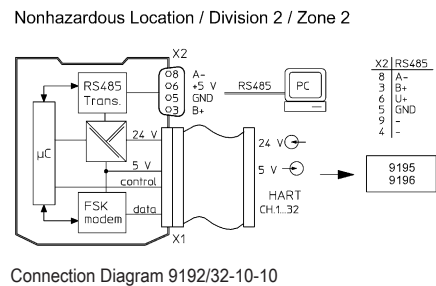 Nonhazardous Location / Division 2 / Zone 2
X2
8 A-
6 +5 V
5 GND
3 B+
RS485
Trans.
RS485
PC
X2 RS485
8 A-
3 B+
6 U+
5 GND
9 -
4 -
24 V
24 V
µC
5 V
5 V
control
HART
CH.1...32
9195
9196
FSK
modem
data
X1
Connection Diagram 9192/32-10-10